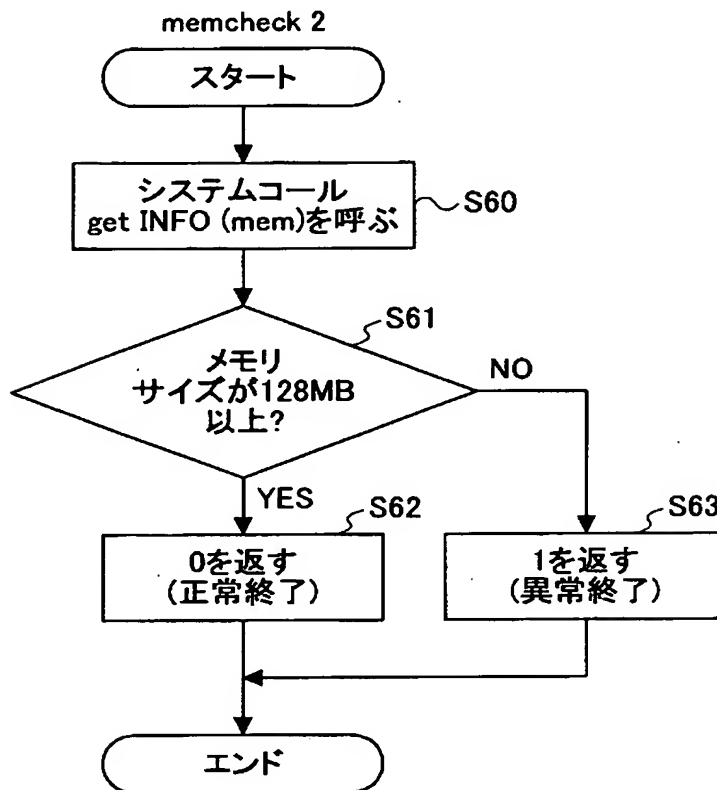 memcheck 2
スタート
システムコール
get INFO (mem)を呼ぶ
S60
S61
メモリ
サイズが128MB
以上?
NO
YES
S62
S63
0を返す
(正常終了)
1を返す
(異常終了)
エンド